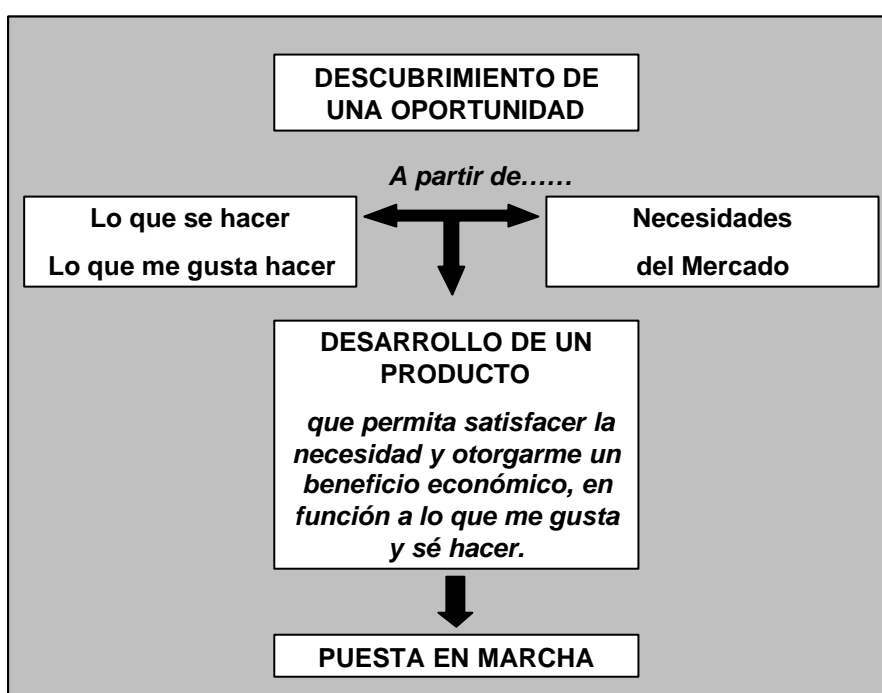 DESCUBRIMIENTO DE
UNA OPORTUNIDAD
A partir de......
Lo que se hacer
Lo que me gusta hacer
Necesidades
del Mercado
DESARROLLO DE UN
PRODUCTO
que permita satisfacer la
necesidad y otorgarme un
beneficio económico, en
función a lo que me gusta
y sé hacer.
PUESTA EN MARCHA